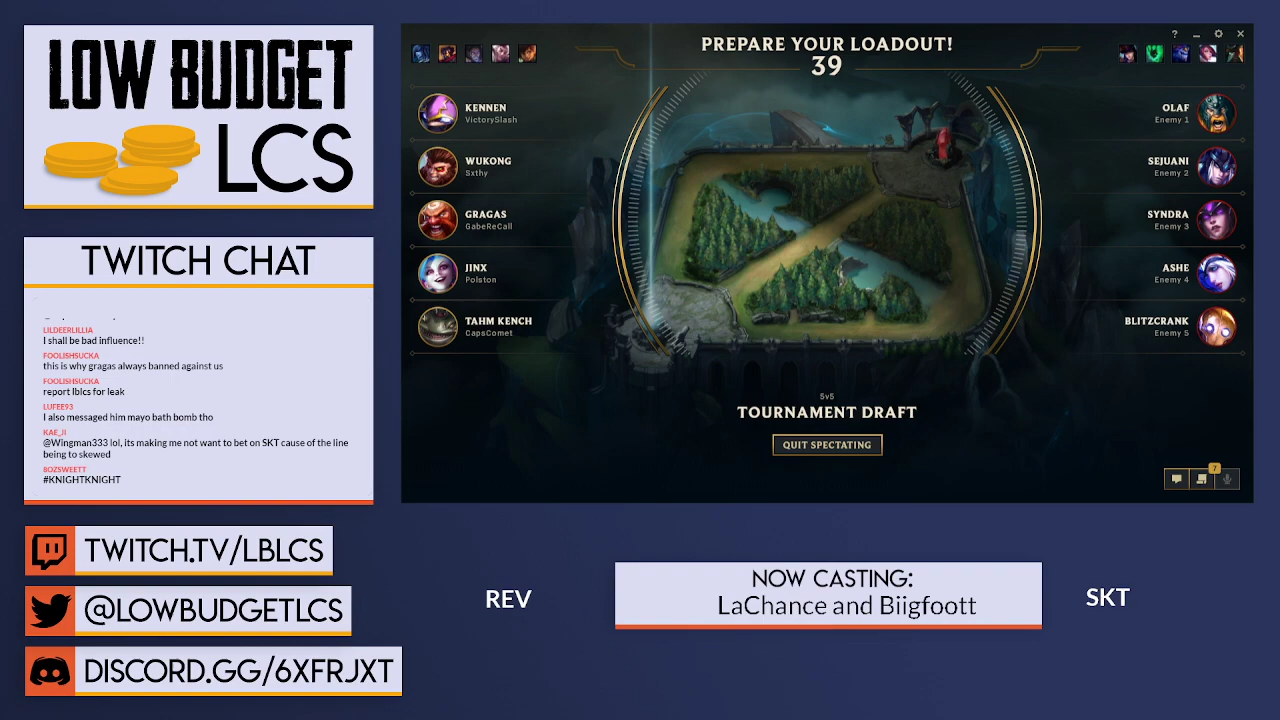 LOW BUDGET
LCS
TWITCH CHAT
LILDEERLILLIA
I shall be bad influence!!
FOOLISHSUCKA
this is why gragas always banned against us
FOOLISHSUCKA
report lblcs for leak
LUFEE93
I also messaged him mayo bath bomb tho
KAE_JI
@Wingman333 lol, its making me not want to bet on SKT cause of the line
being to skewed
80ZSWEETT
#KNIGHTKNIGHT
TWITCH.TV/LBLCS
@LOWBUDGETLCS
DISCORD.GG/6XFRJXT
PREPARE YOUR LOADOUT!
39
KENNEN
VictorySlash
WUKONG
Sxthy
GRAGAS
GabeReCall
JINX
Polston
TAHM KENCH
CapsComet
OLAF
Enemy 1
SEJUANI
Enemy 2
SYNDRA
Enemy 3
ASHE
Enemy 4
BLITZCRANK
Enemy 5
5v5
TOURNAMENT DRAFT
QUIT SPECTATING
7
REV
NOW CASTING:
LaChance and Biigfoott
SKT